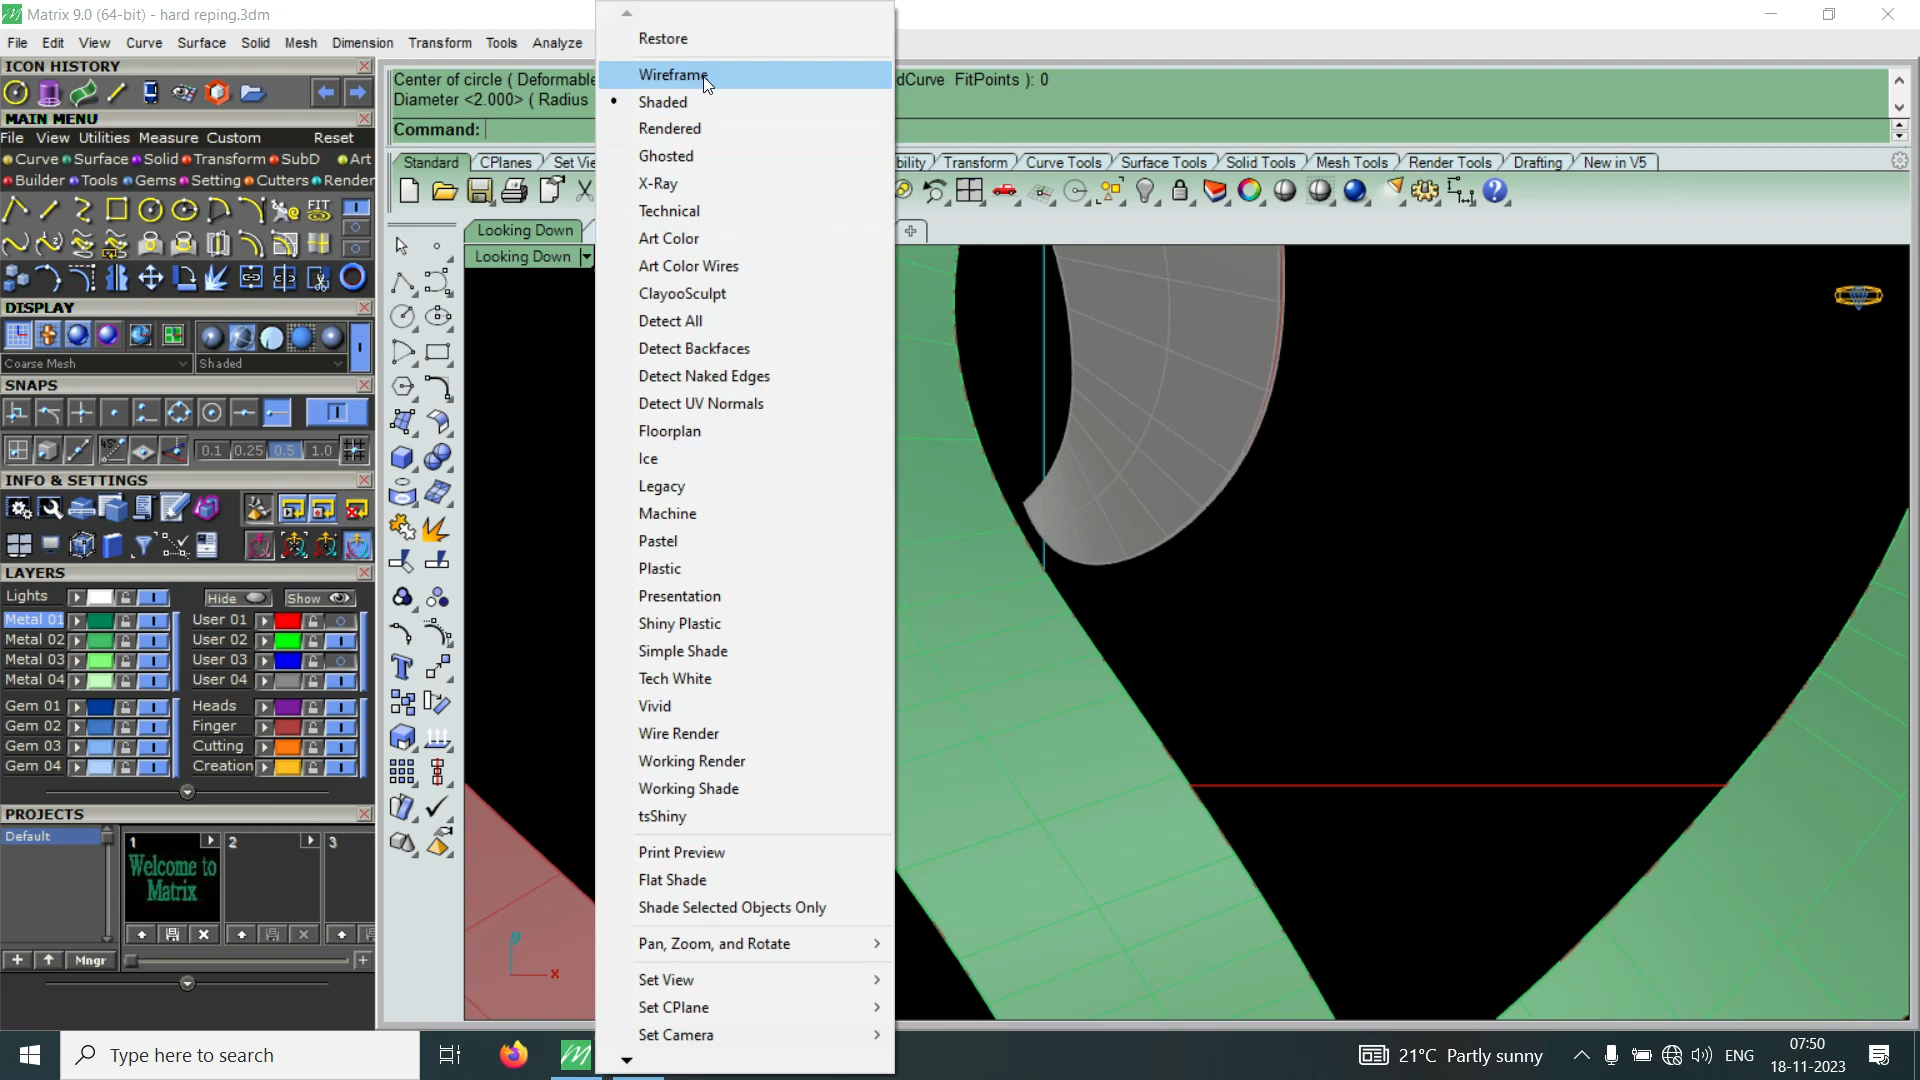 Matrix 9.0 (64-bit) - hard reping.3dm
File Edit View Curve Surface Solid Mesh Dimension Transform Tools Analyze
ICON HISTORY
MAIN MENU
File View Utilities Measure Custom Reset
Curve Surface Solid Transform SubD Art
Builder Tools Gems Setting Cutters Render
FIT
DISPLAY
Coarse Mesh Shaded
SNAPS
0.1 0.25 0.5 1.0
INFO & SETTINGS
LAYERS
Lights Hide Show
Metal 01 User 01
Metal 02 User 02
Metal 03 User 03
Metal 04 User 04
Gem 01 Heads
Gem 02 Finger
Gem 03 Cutting
Gem 04 Creation
PROJECTS
Default
1 2 3
Welcome to
Matrix
Mngr
Center of circle ( Deformable
dCurve FitPoints ): 0
Diameter <2.000> ( Radius
Command:
Standard CPlanes Set Vie
bility Transform Curve Tools Surface Tools Solid Tools Mesh Tools Render Tools Drafting New in V5
Looking Down
Looking Down
Restore
Wireframe
Shaded
Rendered
Ghosted
X-Ray
Technical
Art Color
Art Color Wires
ClayooSculpt
Detect All
Detect Backfaces
Detect Naked Edges
Detect UV Normals
Floorplan
Ice
Legacy
Machine
Pastel
Plastic
Presentation
Shiny Plastic
Simple Shade
Tech White
Vivid
Wire Render
Working Render
Working Shade
tsShiny
Print Preview
Flat Shade
Shade Selected Objects Only
Pan, Zoom, and Rotate
Set View
Set CPlane
Set Camera
y
x
Type here to search
21°C Partly sunny
ENG
07:50
18-11-2023